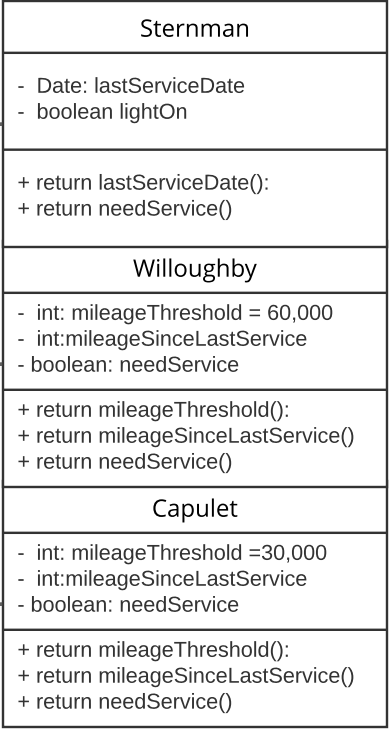 Sternman
- Date: lastServiceDate
- boolean lightOn
+ return lastServiceDate():
+ return needService()
Willoughby
- int: mileageThreshold = 60,000
- int:mileageSinceLastService
- boolean: needService
+ return mileageThreshold():
+ return mileageSinceLastService()
+ return needService()
Capulet
- int: mileageThreshold =30,000
- int:mileageSinceLastService
- boolean: needService
+ return mileageThreshold():
+ return mileageSinceLastService()
+ return needService()